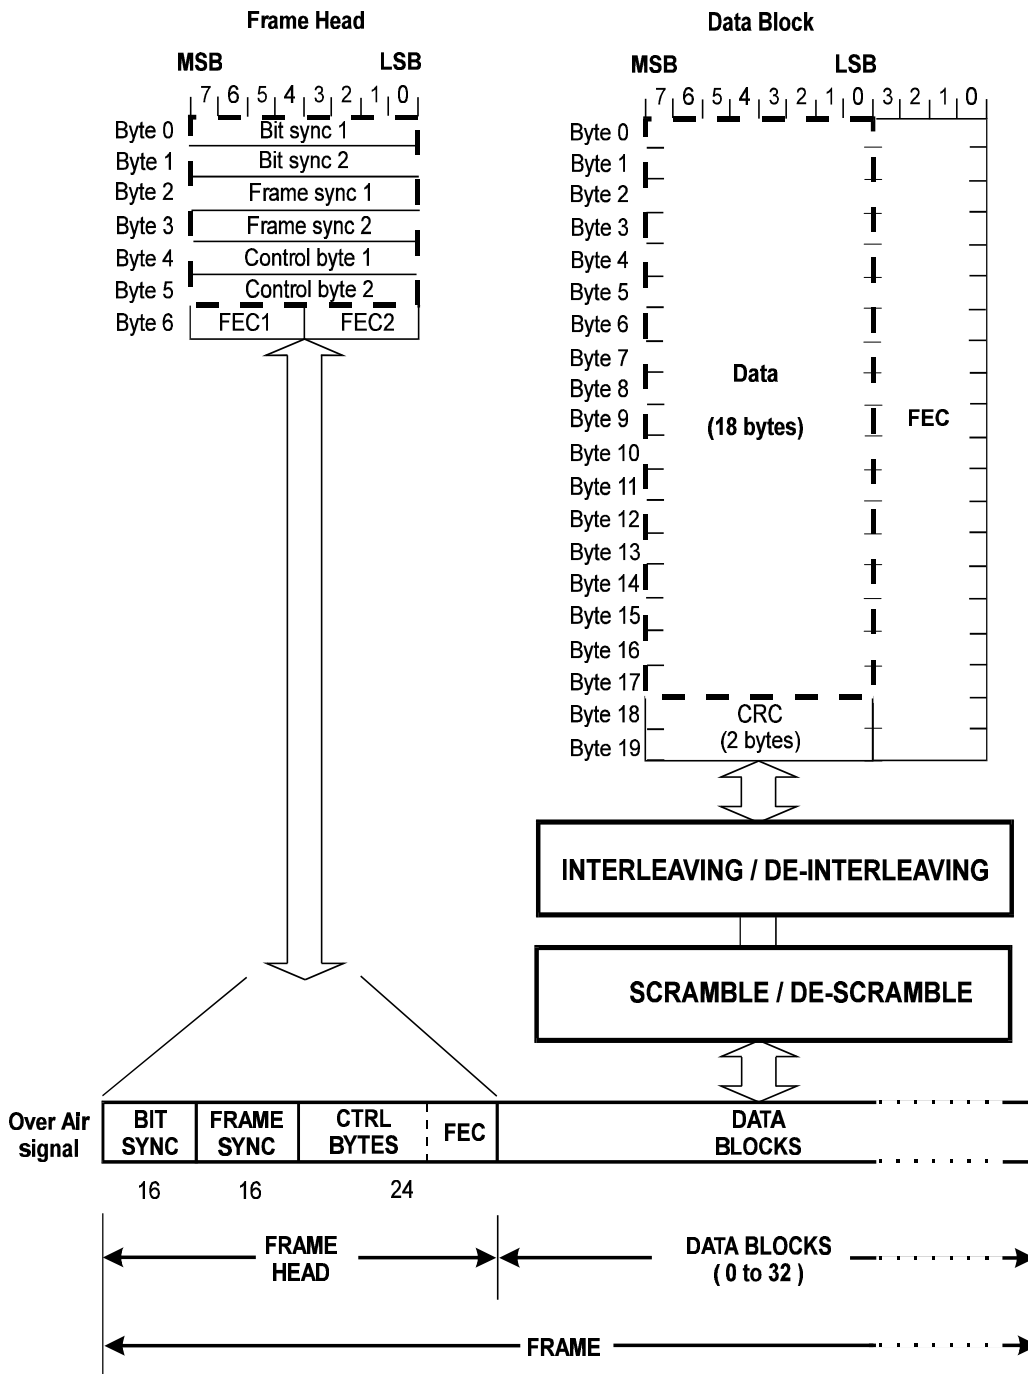 Frame Head
MSB LSB
7 6 5 4 3 2 1 0
Byte 0 Bit sync 1
Byte 1 Bit sync 2
Byte 2 Frame sync 1
Byte 3 Frame sync 2
Byte 4 Control byte 1
Byte 5 Control byte 2
Byte 6 FEC1 FEC2
Data Block
MSB LSB
7 6 5 4 3 2 1 0 3 2 1 0
Byte 0
Byte 1
Byte 2
Byte 3
Byte 4
Byte 5
Byte 6
Byte 7
Byte 8
Byte 9
Byte 10
Byte 11
Byte 12
Byte 13
Byte 14
Byte 15
Byte 16
Byte 17
Byte 18
Byte 19
Data
(18 bytes)
FEC
CRC
(2 bytes)
INTERLEAVING / DE-INTERLEAVING
SCRAMBLE / DE-SCRAMBLE
Over Air
signal
BIT
SYNC
FRAME
SYNC
CTRL
BYTES
FEC
DATA
BLOCKS
16 16 24
FRAME
HEAD
DATA BLOCKS
( 0 to 32 )
FRAME